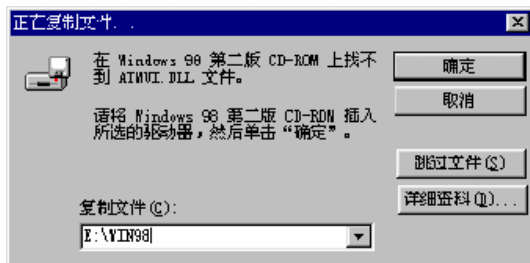 正在复制文件. . .
在 Windows 98 第二版 CD-ROM 上找不
到 ATMUI.DLL 文件。
请将 Windows 98 第二版 CD-ROM 插入
所选的驱动器，然后单击“确定”。
复制文件(C):
E:\WIN98
确定
取消
跳过文件(S)
详细资料(D)...